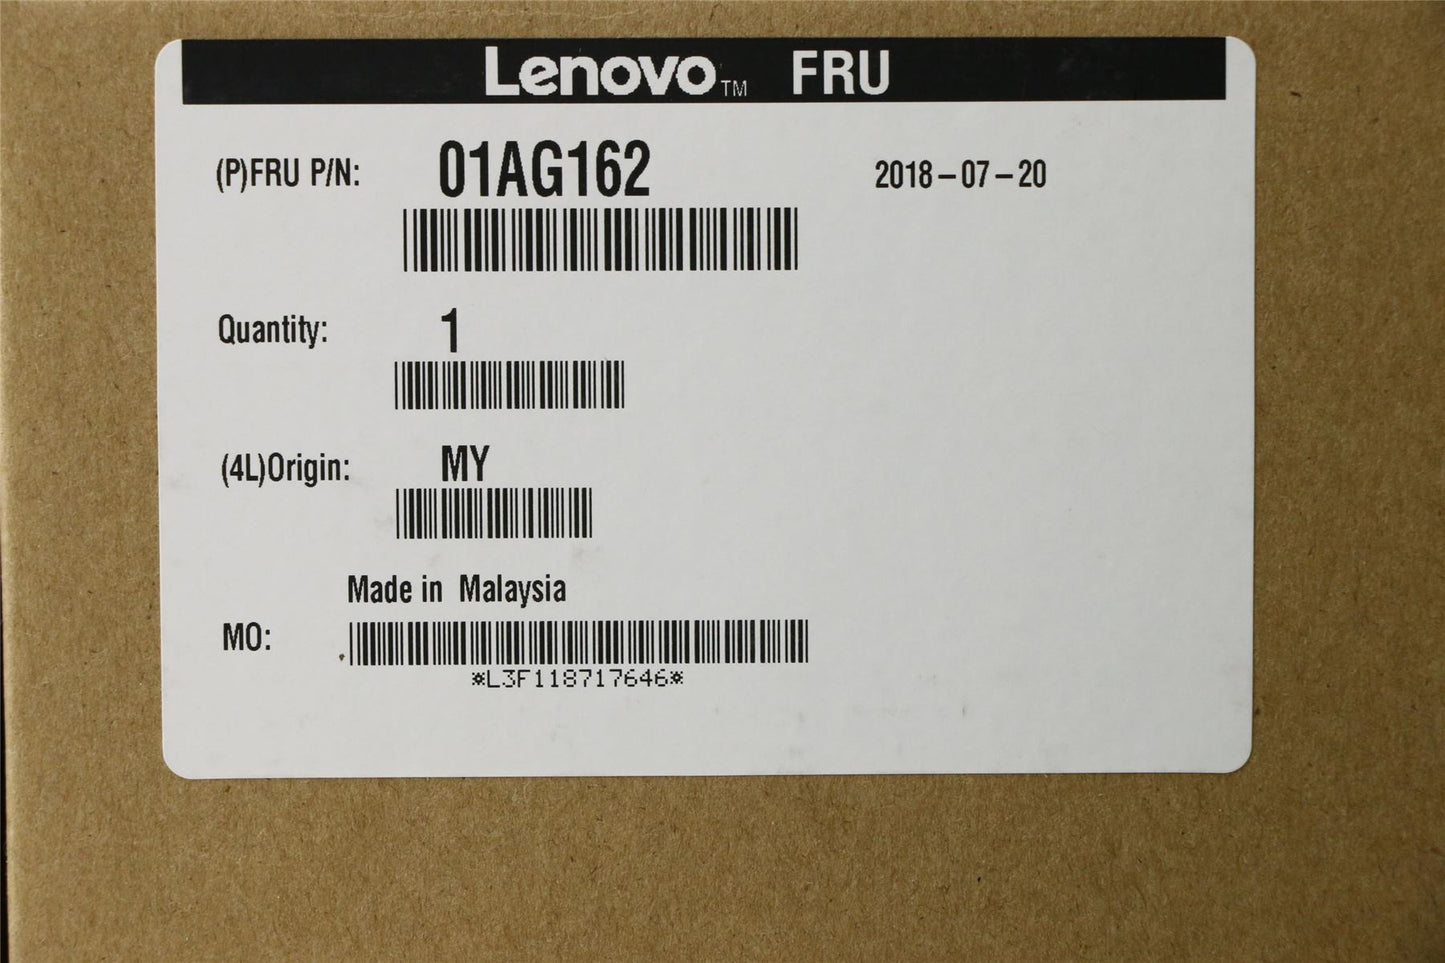 Lenovo™ FRU
(P)FRU P/N: 01AG162 2018-07-20
Quantity: 1
(4L)Origin: MY
Made in Malaysia
MO:
*L3F118717646*